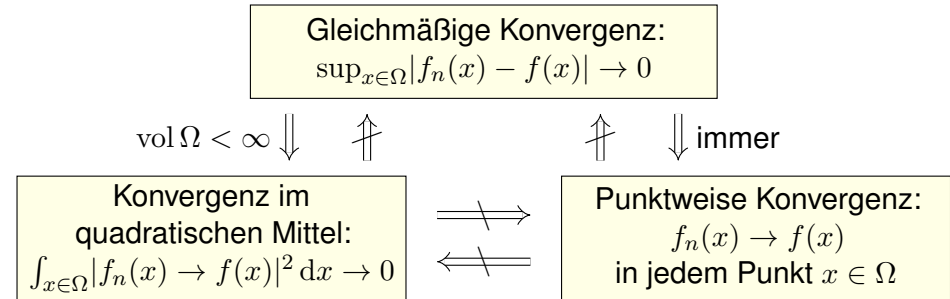 Gleichmäßige Konvergenz:
sup_{x∈Ω}|f_n(x) − f(x)| → 0
vol Ω < ∞ ⇓ ⇑̸ ⇑̸ ⇓ immer
Konvergenz im
quadratischen Mittel:
∫_{x∈Ω}|f_n(x) → f(x)|² dx → 0
⇏
⇍
Punktweise Konvergenz:
f_n(x) → f(x)
in jedem Punkt x ∈ Ω